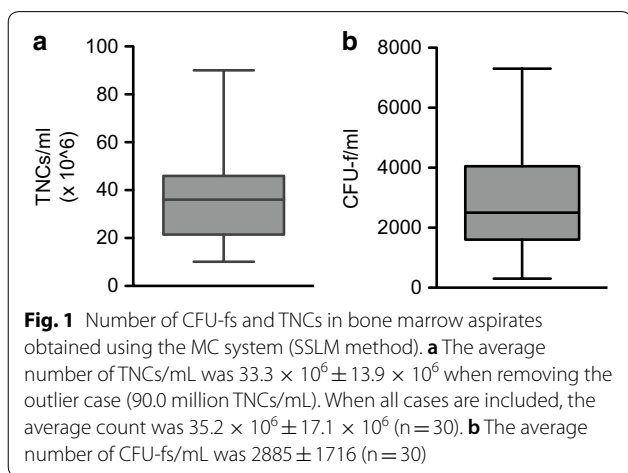 a
b
100
80
60
40
20
0
TNCs/ml
(x 10^6)
8000
6000
4000
2000
0
CFU-f/ml
Fig. 1 Number of CFU-fs and TNCs in bone marrow aspirates
obtained using the MC system (SSLM method). a The average
number of TNCs/mL was 33.3 × 10⁶ ± 13.9 × 10⁶ when removing the
outlier case (90.0 million TNCs/mL). When all cases are included, the
average count was 35.2 × 10⁶ ± 17.1 × 10⁶ (n = 30). b The average
number of CFU-fs/mL was 2885 ± 1716 (n = 30)